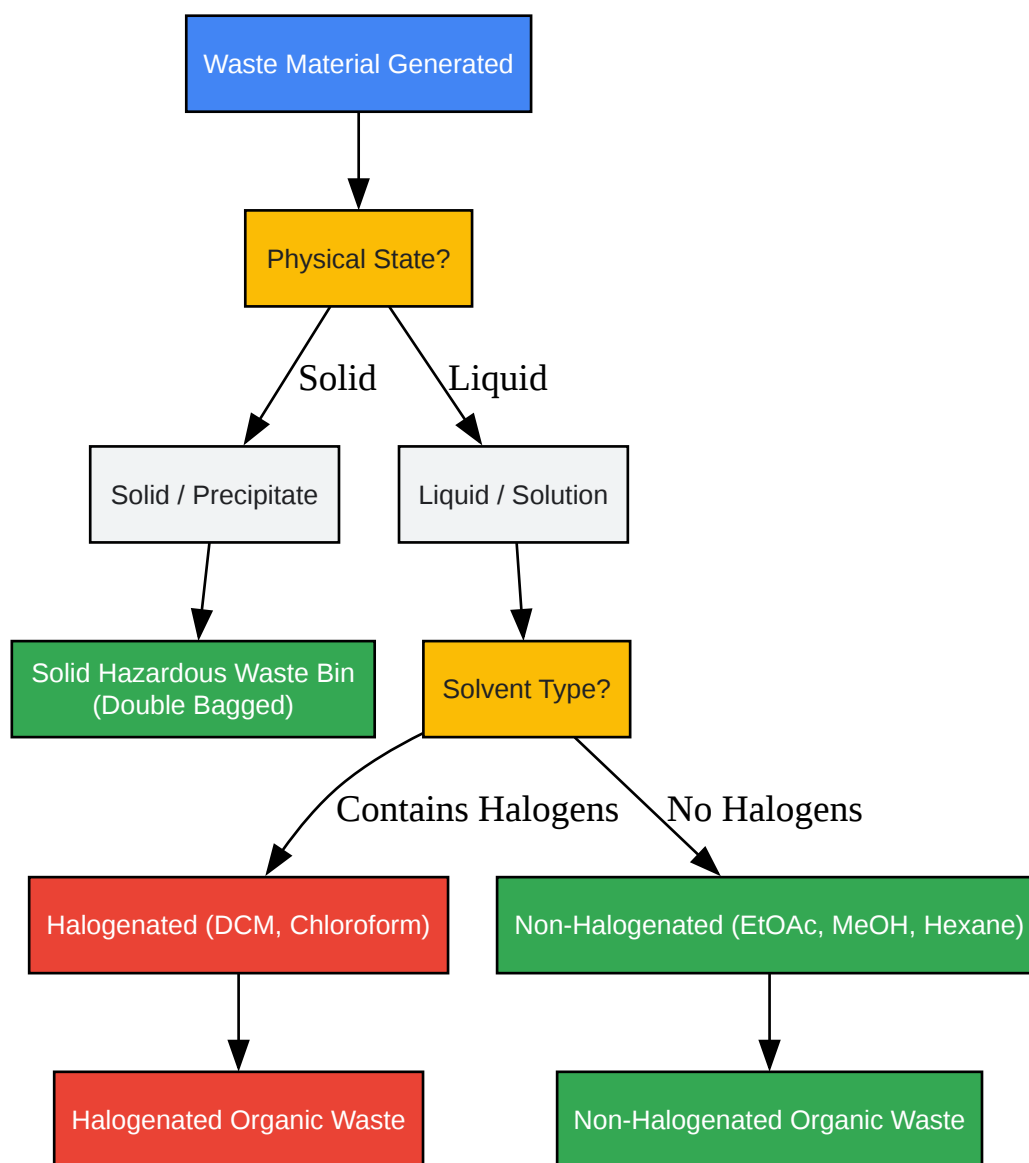 Waste Material Generated
Physical State?
Solid
Liquid
Solid / Precipitate
Liquid / Solution
Solid Hazardous Waste Bin
(Double Bagged)
Solvent Type?
Contains Halogens
No Halogens
Halogenated (DCM, Chloroform)
Non-Halogenated (EtOAc, MeOH, Hexane)
Halogenated Organic Waste
Non-Halogenated Organic Waste